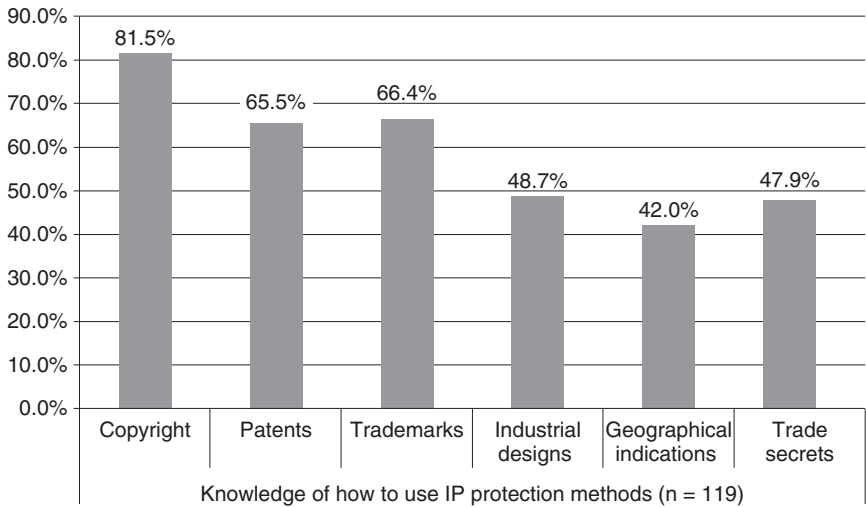 90.0%
80.0%
70.0%
60.0%
50.0%
40.0%
30.0%
20.0%
10.0%
0.0%
81.5%
65.5%
66.4%
48.7%
42.0%
47.9%
Copyright
Patents
Trademarks
Industrial
designs
Geographical
indications
Trade
secrets
Knowledge of how to use IP protection methods (n = 119)